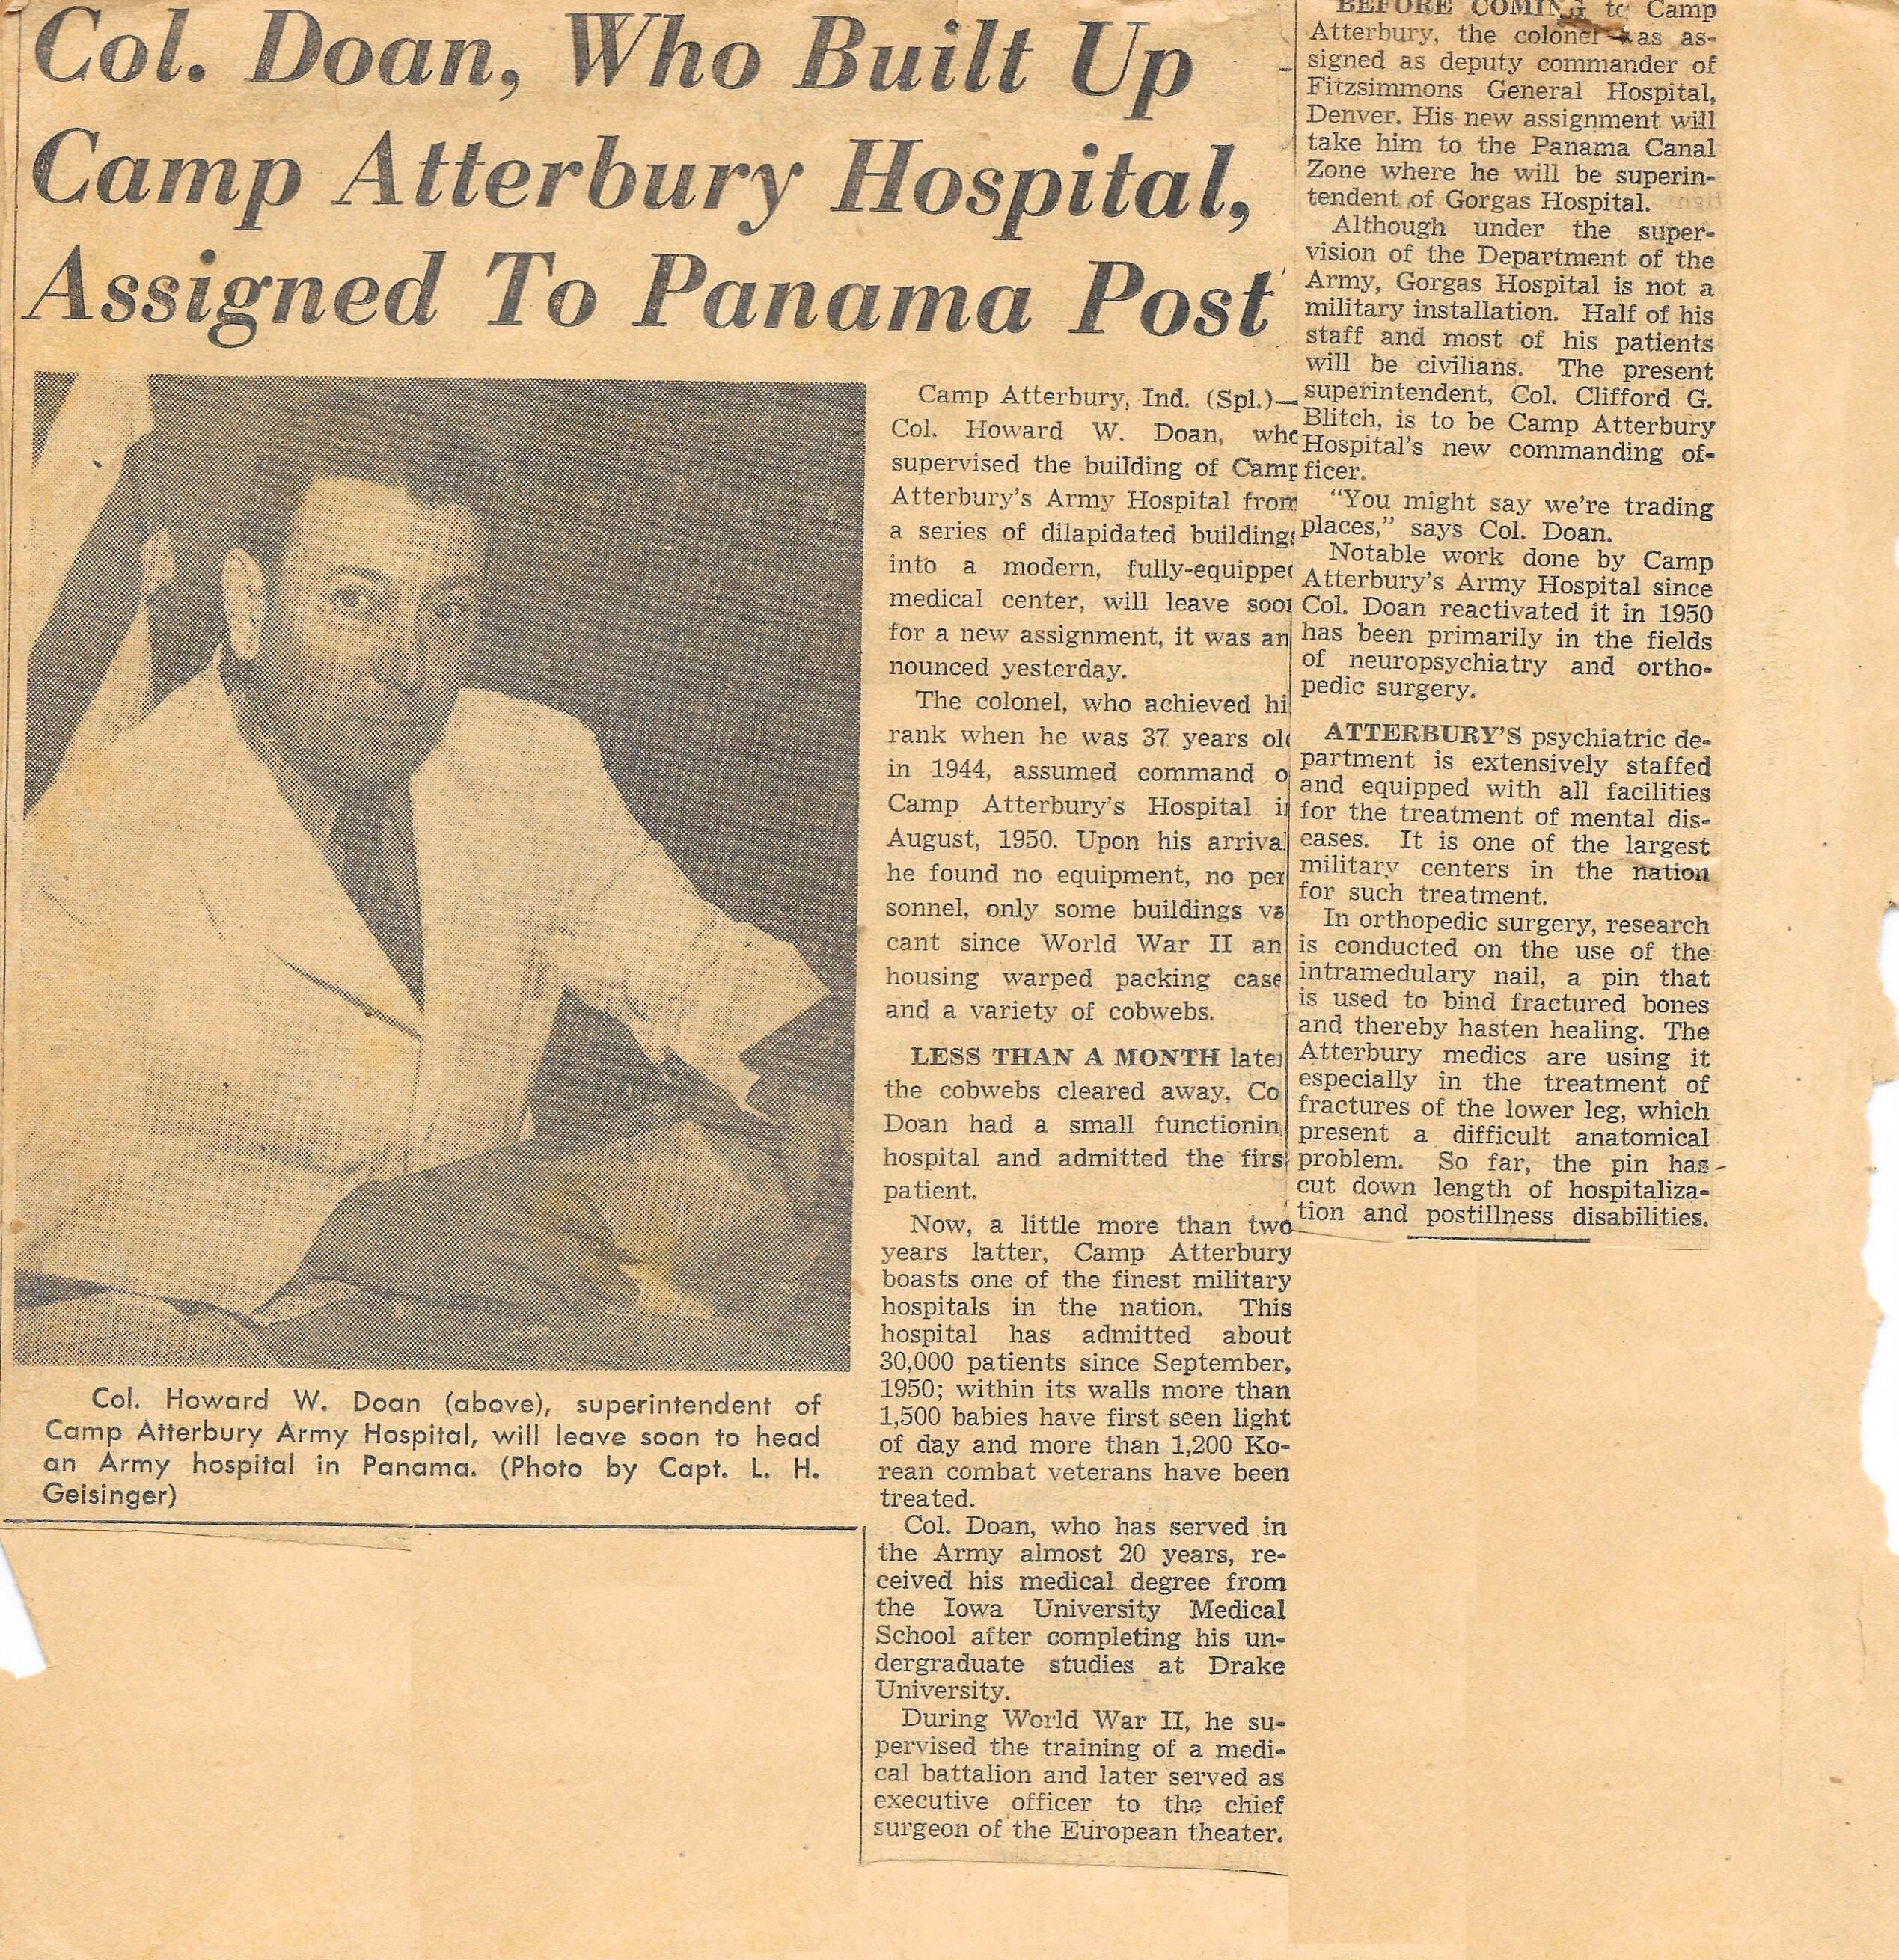 Col. Doan, Who Built Up
Camp Atterbury Hospital,
Assigned To Panama Post
Col. Howard W. Doan (above), superintendent of
Camp Atterbury Army Hospital, will leave soon to head
an Army hospital in Panama. (Photo by Capt. L. H.
Geisinger)
Camp Atterbury, Ind. (Spl.)—
Col. Howard W. Doan, who
supervised the building of Camp
Atterbury's Army Hospital from
a series of dilapidated buildings
into a modern, fully-equipped
medical center, will leave soon
for a new assignment, it was an
nounced yesterday.
The colonel, who achieved hi
rank when he was 37 years old
in 1944, assumed command o
Camp Atterbury's Hospital in
August, 1950. Upon his arrival
he found no equipment, no per
sonnel, only some buildings va
cant since World War II an
housing warped packing case
and a variety of cobwebs.
LESS THAN A MONTH later
the cobwebs cleared away, Co
Doan had a small functionin
hospital and admitted the first
patient.
Now, a little more than two
years latter, Camp Atterbury
boasts one of the finest military
hospitals in the nation. This
hospital has admitted about
30,000 patients since September,
1950; within its walls more than
1,500 babies have first seen light
of day and more than 1,200 Ko-
rean combat veterans have been
treated.
Col. Doan, who has served in
the Army almost 20 years, re-
ceived his medical degree from
the Iowa University Medical
School after completing his un-
dergraduate studies at Drake
University.
During World War II, he su-
pervised the training of a medi-
cal battalion and later served as
executive officer to the chief
surgeon of the European theater.
BEFORE COMING to Camp
Atterbury, the colonel was as-
signed as deputy commander of
Fitzsimmons General Hospital,
Denver. His new assignment will
take him to the Panama Canal
Zone where he will be superin-
tendent of Gorgas Hospital.
Although under the super-
vision of the Department of the
Army, Gorgas Hospital is not a
military installation. Half of his
staff and most of his patients
will be civilians. The present
superintendent, Col. Clifford G.
Blitch, is to be Camp Atterbury
Hospital's new commanding of-
ficer.
"You might say we're trading
places," says Col. Doan.
Notable work done by Camp
Atterbury's Army Hospital since
Col. Doan reactivated it in 1950
has been primarily in the fields
of neuropsychiatry and ortho-
pedic surgery.
ATTERBURY'S psychiatric de-
partment is extensively staffed
and equipped with all facilities
for the treatment of mental dis-
eases. It is one of the largest
military centers in the nation
for such treatment.
In orthopedic surgery, research
is conducted on the use of the
intramedulary nail, a pin that
is used to bind fractured bones
and thereby hasten healing. The
Atterbury medics are using it
especially in the treatment of
fractures of the lower leg, which
present a difficult anatomical
problem. So far, the pin has
cut down length of hospitaliza-
tion and postillness disabilities.